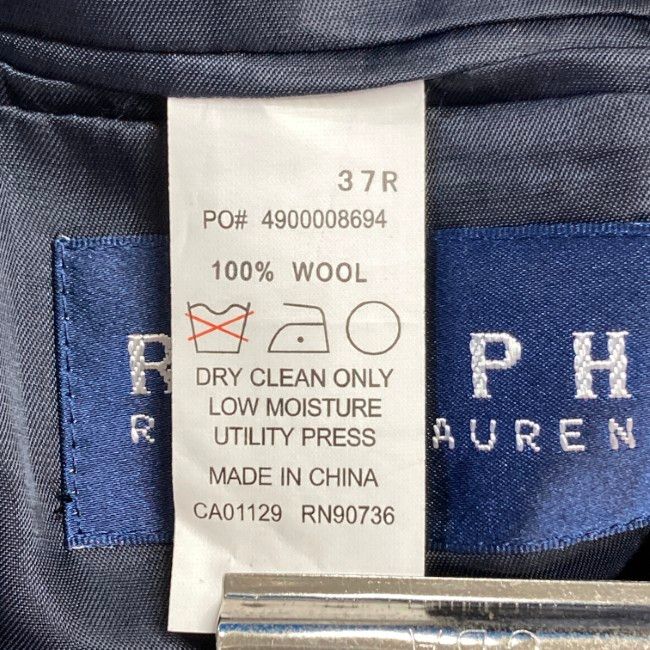 37R
PO# 4900008694
100% WOOL
DRY CLEAN ONLY
LOW MOISTURE
UTILITY PRESS
MADE IN CHINA
CA01129 RN90736
R PH
R AUREN